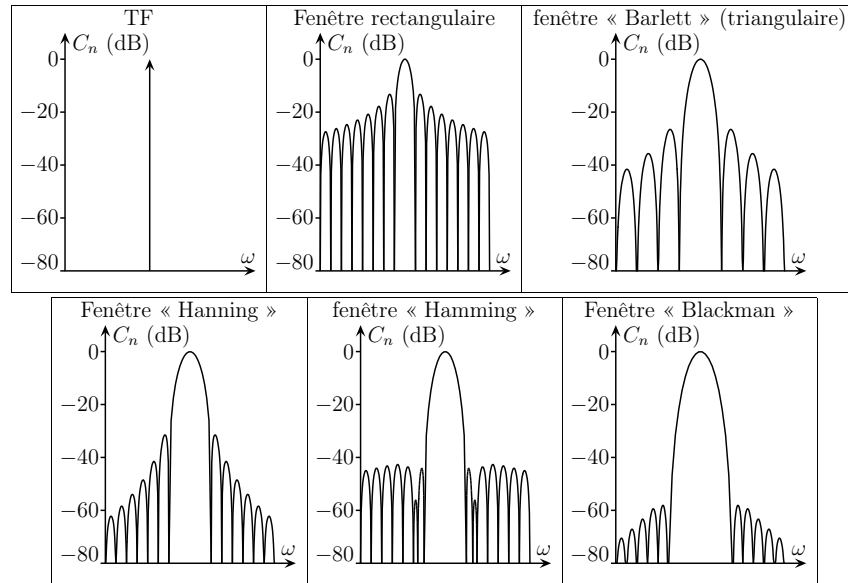 TF
Fenêtre rectangulaire
fenêtre « Barlett » (triangulaire)
C_n (dB)
C_n (dB)
C_n (dB)
0
0
0
−20
−20
−20
−40
−40
−40
−60
−60
−60
−80
−80
−80
ω
ω
ω
Fenêtre « Hanning »
fenêtre « Hamming »
Fenêtre « Blackman »
C_n (dB)
C_n (dB)
C_n (dB)
0
0
0
−20
−20
−20
−40
−40
−40
−60
−60
−60
−80
−80
−80
ω
ω
ω